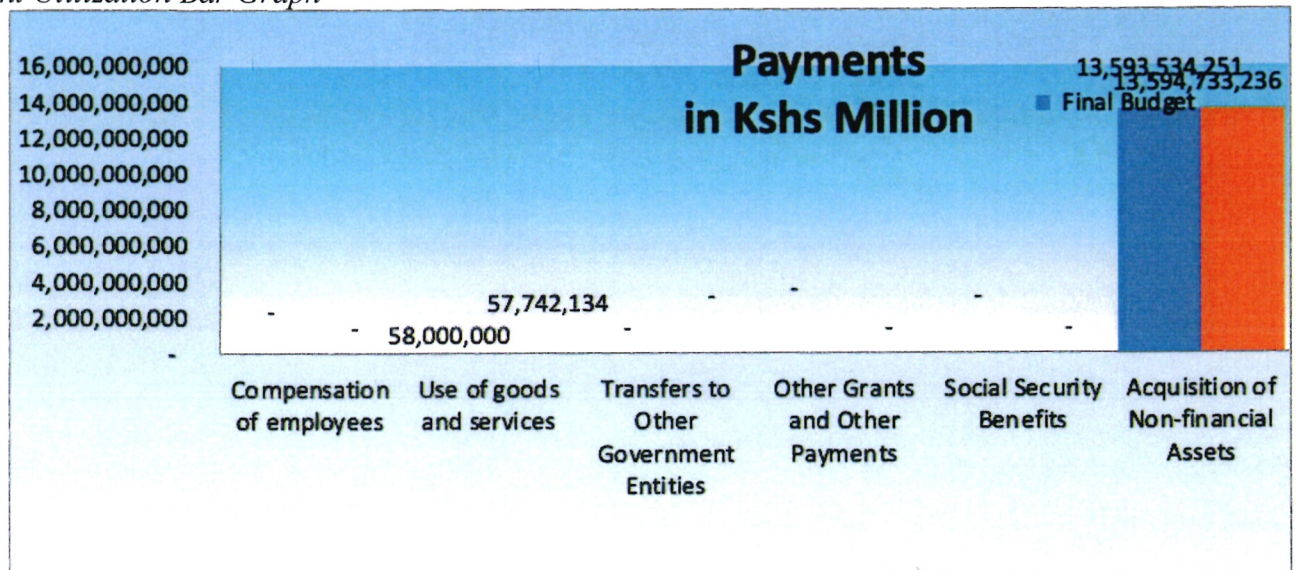 Utilization Bar Graph
Payments
in Kshs Million
Final Budget
16,000,000,000
14,000,000,000
12,000,000,000
10,000,000,000
8,000,000,000
6,000,000,000
4,000,000,000
2,000,000,000
-
13,593,534,251
13,594,733,236
57,742,134
58,000,000
-
-
-
-
-
-
-
-
Compensation
of employees
Use of goods
and services
Transfers to
Other
Government
Entities
Other Grants
and Other
Payments
Social Security
Benefits
Acquisition of
Non-financial
Assets